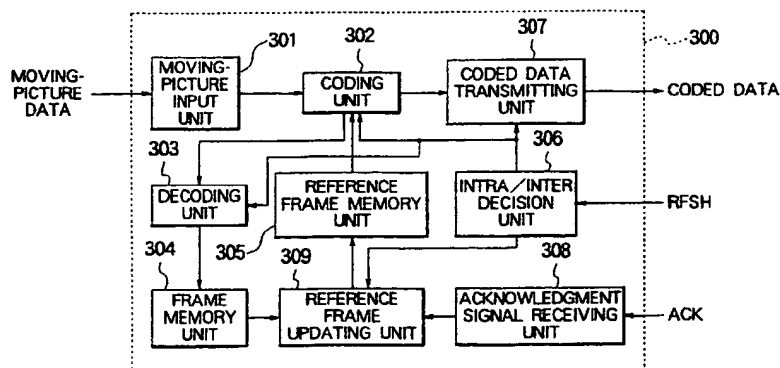 301
302
307
300
MOVING-
PICTURE
DATA
MOVING-
PICTURE
INPUT
UNIT
CODING
UNIT
CODED DATA
TRANSMITTING
UNIT
CODED DATA
303
306
DECODING
UNIT
REFERENCE
FRAME MEMORY
UNIT
INTRA/INTER
DECISION
UNIT
RFSH
304
305
309
308
FRAME
MEMORY
UNIT
REFERENCE
FRAME
UPDATING UNIT
ACKNOWLEDGMENT
SIGNAL RECEIVING
UNIT
ACK